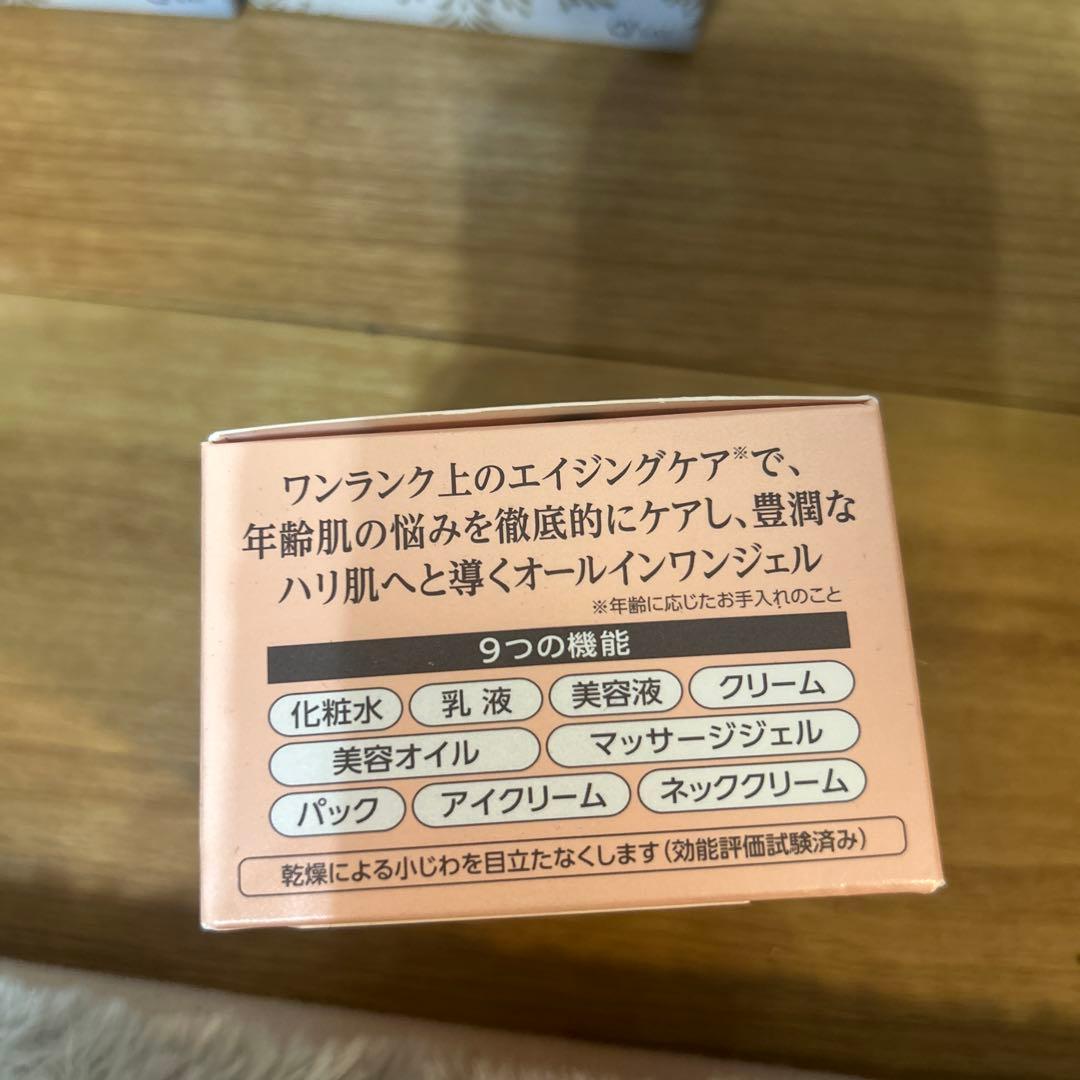 ワンランク上のエイジングケア※で、
年齢肌の悩みを徹底的にケアし、豊潤な
ハリ肌へと導くオールインワンジェル
※年齢に応じたお手入れのこと
9つの機能
化粧水 乳液 美容液 クリーム
美容オイル マッサージジェル
パック アイクリーム ネッククリーム
乾燥による小じわを目立たなくします(効能評価試験済み)